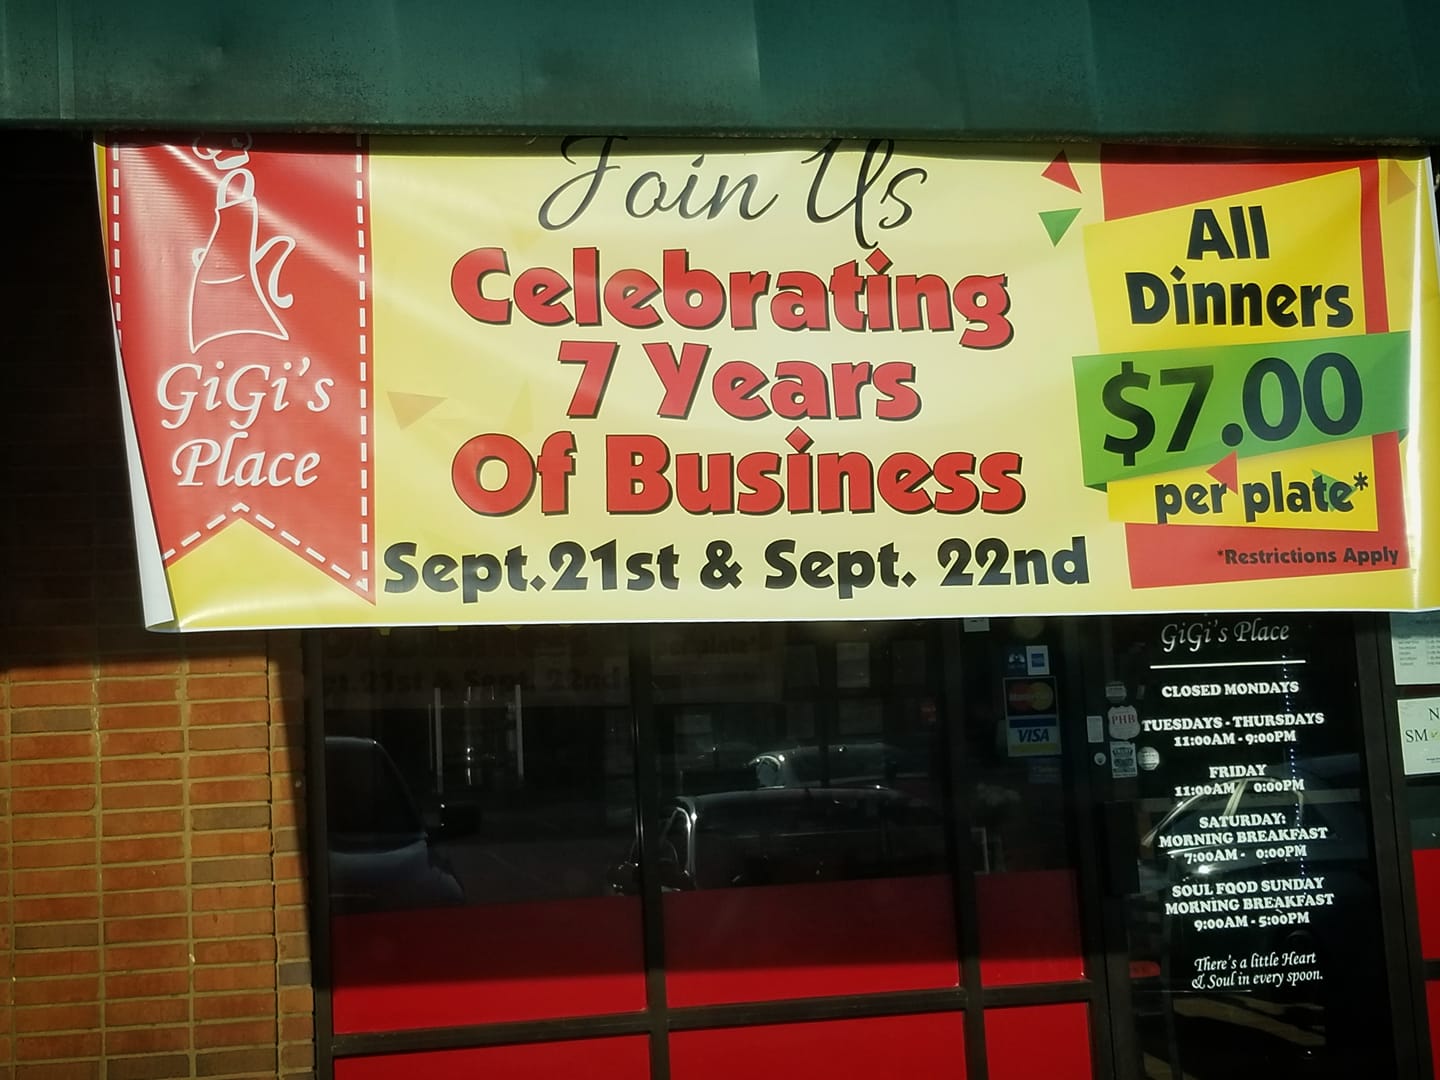 Join Us
Celebrating
7 Years
Of Business
Sept.21st & Sept. 22nd
GiGi's
Place
All
Dinners
$7.00
per plate*
*Restrictions Apply
GiGi's Place
CLOSED MONDAYS
TUESDAYS - THURSDAYS
11:00AM - 9:00PM
FRIDAY
11:00AM 0:00PM
SATURDAY:
MORNING BREAKFAST
7:00AM - 0:00PM
SOUL FOOD SUNDAY
MORNING BREAKFAST
9:00AM - 5:00PM
There's a little Heart
& Soul in every spoon.
MasterCard
VISA
PHB